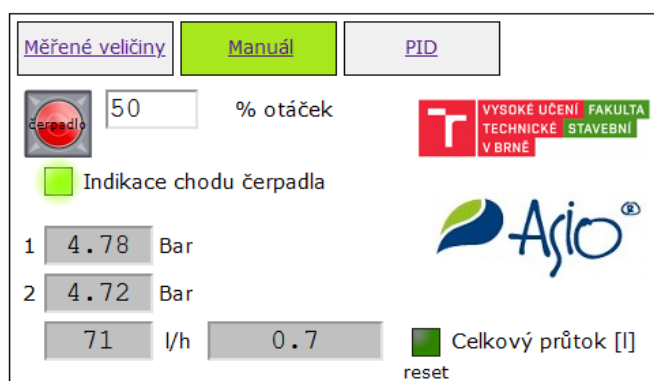 Měřené veličiny Manuál PID
čerpadlo 50 % otáček
VYSOKÉ UČENÍ FAKULTA
TECHNICKÉ STAVEBNÍ
V BRNĚ
Indikace chodu čerpadla
Asio ®
1 4.78 Bar
2 4.72 Bar
71 l/h 0.7 Celkový průtok [l]
reset